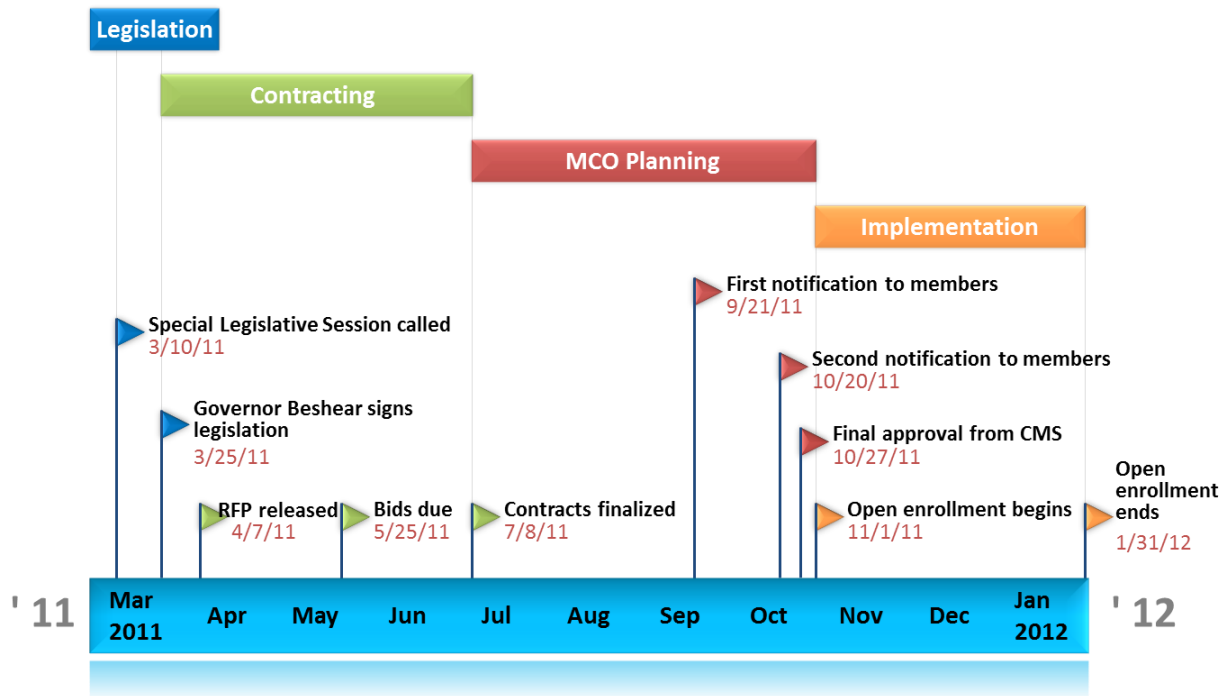 Legislation
Contracting
MCO Planning
Implementation
First notification to members
9/21/11
Special Legislative Session called
3/10/11
Second notification to members
10/20/11
Governor Beshear signs
legislation
3/25/11
Final approval from CMS
10/27/11
RFP released
4/7/11
Bids due
5/25/11
Contracts finalized
7/8/11
Open enrollment begins
11/1/11
Open
enrollment
ends
1/31/12
' 11
Mar
2011
Apr
May
Jun
Jul
Aug
Sep
Oct
Nov
Dec
Jan
2012
' 12